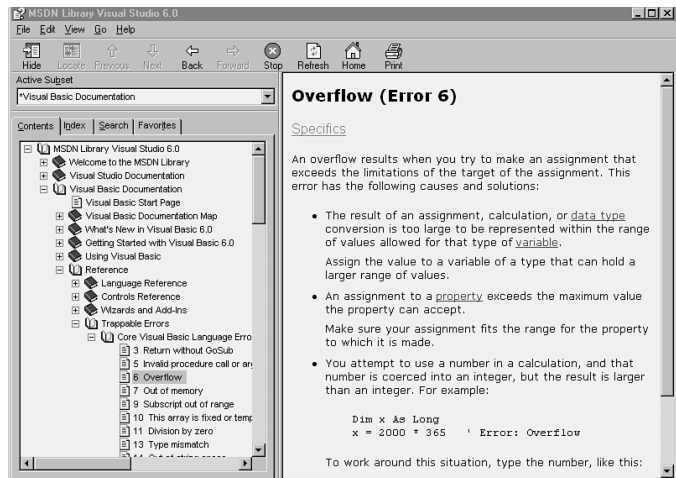 MSDN Library Visual Studio 6.0
File Edit View Go Help
Hide Locate Previous Next Back Forward Stop Refresh Home Print
Active Subset
*Visual Basic Documentation
Contents Index Search Favorites
MSDN Library Visual Studio 6.0
Welcome to the MSDN Library
Visual Studio Documentation
Visual Basic Documentation
Visual Basic Start Page
Visual Basic Documentation Map
What's New in Visual Basic 6.0
Getting Started with Visual Basic 6.0
Using Visual Basic
Reference
Language Reference
Controls Reference
Wizards and Add-Ins
Trappable Errors
Core Visual Basic Language Erro
3 Return without GoSub
5 Invalid procedure call or arg
6 Overflow
7 Out of memory
9 Subscript out of range
10 This array is fixed or temp
11 Division by zero
13 Type mismatch
14 Out of string space
Overflow (Error 6)
Specifics
An overflow results when you try to make an assignment that
exceeds the limitations of the target of the assignment. This
error has the following causes and solutions:
• The result of an assignment, calculation, or data type
conversion is too large to be represented within the range
of values allowed for that type of variable.
Assign the value to a variable of a type that can hold a
larger range of values.
• An assignment to a property exceeds the maximum value
the property can accept.
Make sure your assignment fits the range for the property
to which it is made.
• You attempt to use a number in a calculation, and that
number is coerced into an integer, but the result is larger
than an integer. For example:
Dim x As Long
x = 2000 * 365 ' Error: Overflow
To work around this situation, type the number, like this: